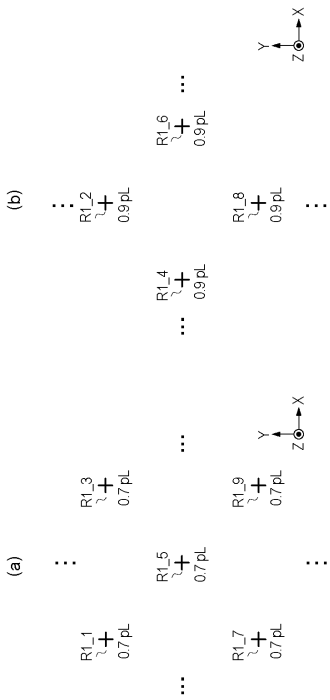 (a)
R1_1
0.7 pL
R1_3
0.7 pL
R1_5
0.7 pL
R1_7
0.7 pL
R1_9
0.7 pL
Y
Z
X
(b)
R1_2
0.9 pL
R1_4
0.9 pL
R1_6
0.9 pL
R1_8
0.9 pL
Y
Z
X